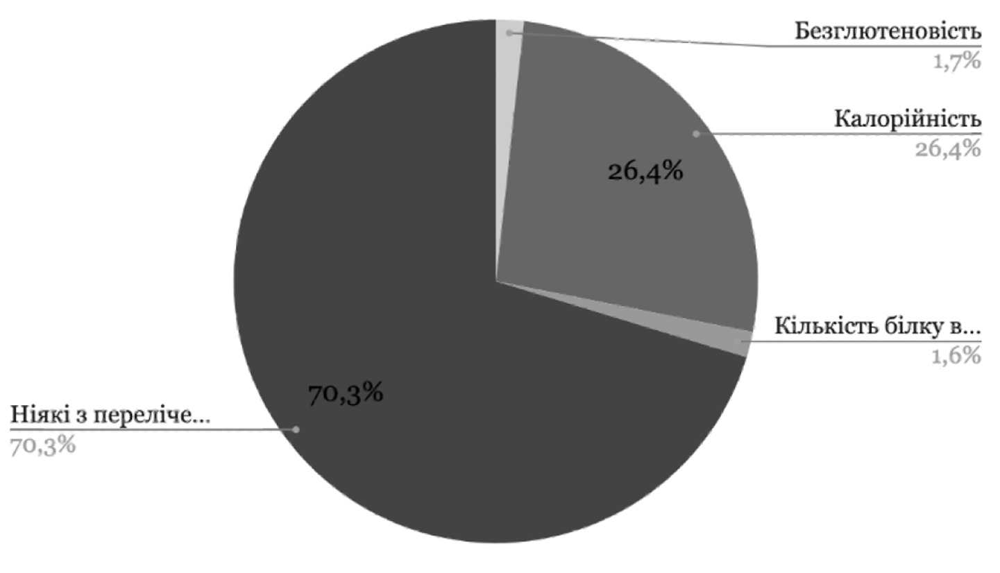 Безглютеновість
1,7%
Калорійність
26,4%
26,4%
Кількість білку в...
1,6%
70,3%
Ніякі з переліче...
70,3%